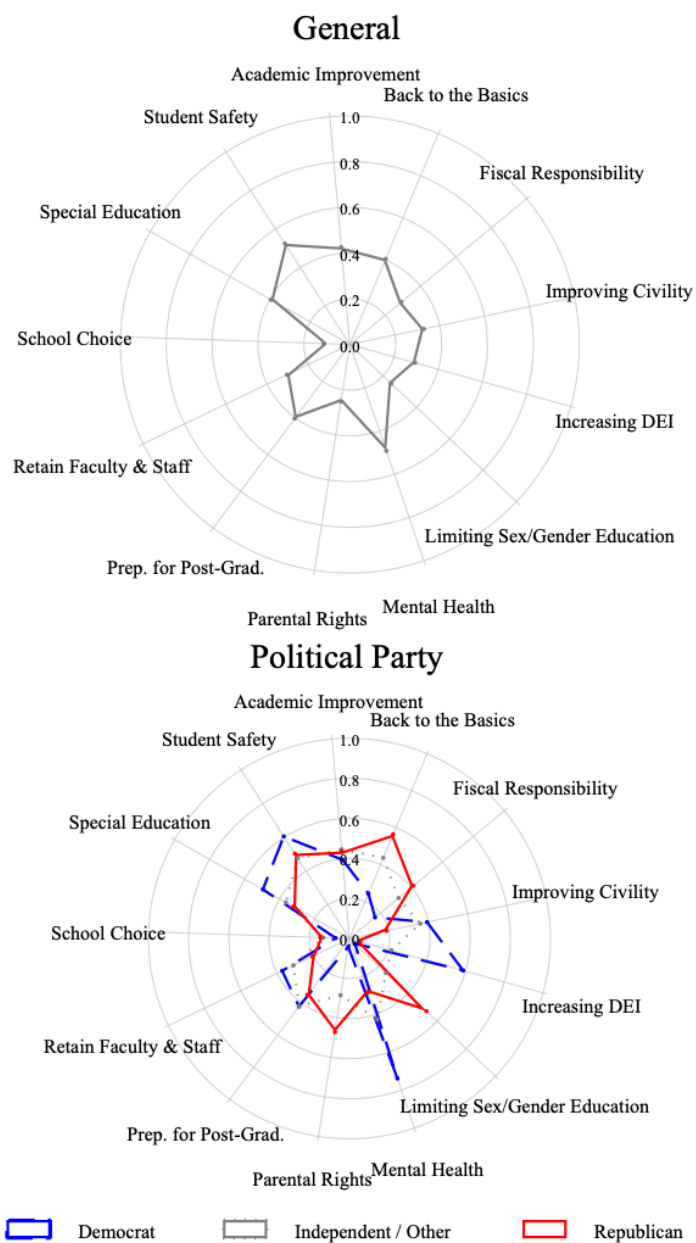 General
Academic Improvement
Back to the Basics
Student Safety
1.0
Fiscal Responsibility
0.8
Special Education
0.6
0.4
Improving Civility
0.2
School Choice
0.0
Increasing DEI
Retain Faculty & Staff
Limiting Sex/Gender Education
Prep. for Post-Grad.
Mental Health
Parental Rights
Political Party
Academic Improvement
Back to the Basics
Student Safety
1.0
Fiscal Responsibility
0.8
Special Education
0.6
0.4
Improving Civility
0.2
School Choice
0.0
Increasing DEI
Retain Faculty & Staff
Limiting Sex/Gender Education
Prep. for Post-Grad.
Mental Health
Parental Rights
Democrat Independent / Other Republican